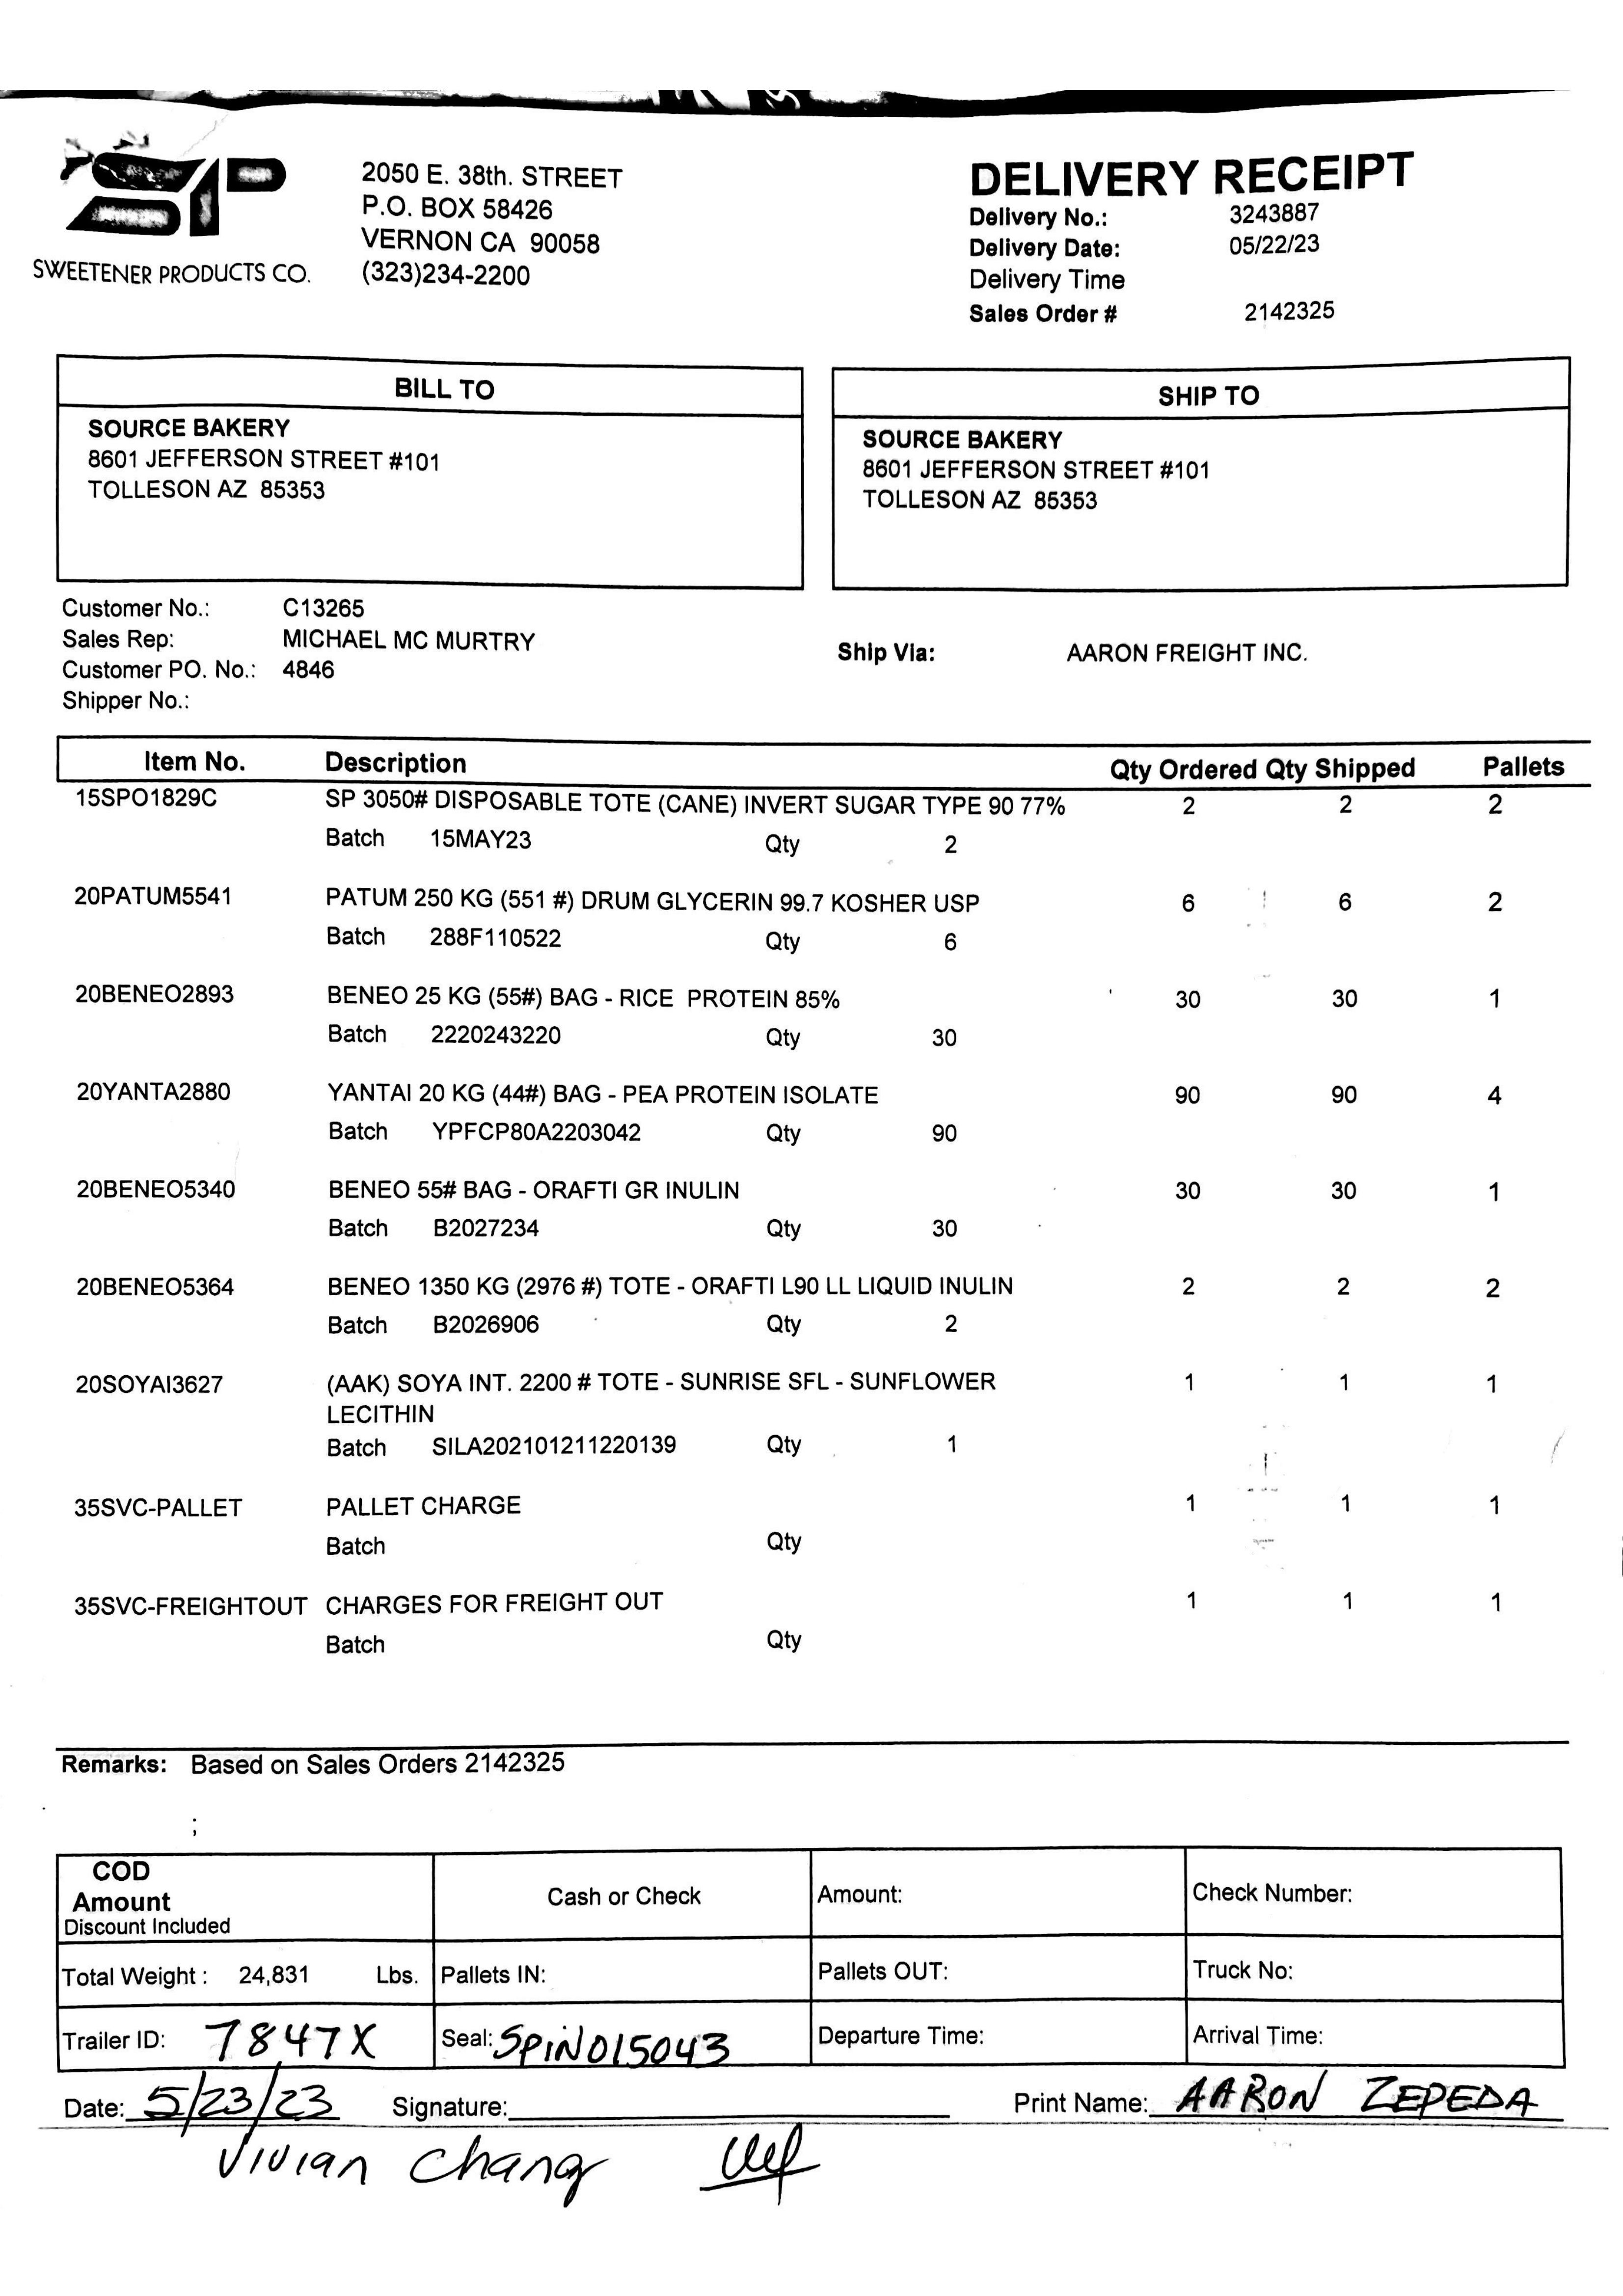 SWEETENER PRODUCTS CO.
2050 E. 38th. STREET
P.O. BOX 58426
VERNON CA 90058
(323)234-2200
DELIVERY RECEIPT
Delivery No.: 3243887
Delivery Date: 05/22/23
Delivery Time
Sales Order # 2142325
BILL TO
SOURCE BAKERY
8601 JEFFERSON STREET #101
TOLLESON AZ 85353
SHIP TO
SOURCE BAKERY
8601 JEFFERSON STREET #101
TOLLESON AZ 85353
Customer No.: C13265
Sales Rep: MICHAEL MC MURTRY
Customer PO. No.: 4846
Shipper No.:
Ship Via: AARON FREIGHT INC.
Item No. Description Qty Ordered Qty Shipped Pallets
15SPO1829C SP 3050# DISPOSABLE TOTE (CANE) INVERT SUGAR TYPE 90 77% 2 2 2
Batch 15MAY23 Qty 2
20PATUM5541 PATUM 250 KG (551 #) DRUM GLYCERIN 99.7 KOSHER USP 6 6 2
Batch 288F110522 Qty 6
20BENEO2893 BENEO 25 KG (55#) BAG - RICE PROTEIN 85% 30 30 1
Batch 2220243220 Qty 30
20YANTA2880 YANTAI 20 KG (44#) BAG - PEA PROTEIN ISOLATE 90 90 4
Batch YPFCP80A2203042 Qty 90
20BENEO5340 BENEO 55# BAG - ORAFTI GR INULIN 30 30 1
Batch B2027234 Qty 30
20BENEO5364 BENEO 1350 KG (2976 #) TOTE - ORAFTI L90 LL LIQUID INULIN 2 2 2
Batch B2026906 Qty 2
20SOYAI3627 (AAK) SOYA INT. 2200 # TOTE - SUNRISE SFL - SUNFLOWER 1 1 1
LECITHIN
Batch SILA202101211220139 Qty 1
35SVC-PALLET PALLET CHARGE 1 1 1
Batch Qty
35SVC-FREIGHTOUT CHARGES FOR FREIGHT OUT 1 1 1
Batch Qty
Remarks: Based on Sales Orders 2142325
COD
Amount
Discount Included
Cash or Check
Amount:
Check Number:
Total Weight : 24,831 Lbs. Pallets IN: Pallets OUT: Truck No:
Trailer ID: 7847X Seal: SPIN015043 Departure Time: Arrival Time:
Date: 5/23/23 Signature: Print Name: AARON ZEPEDA
Vivian Chang